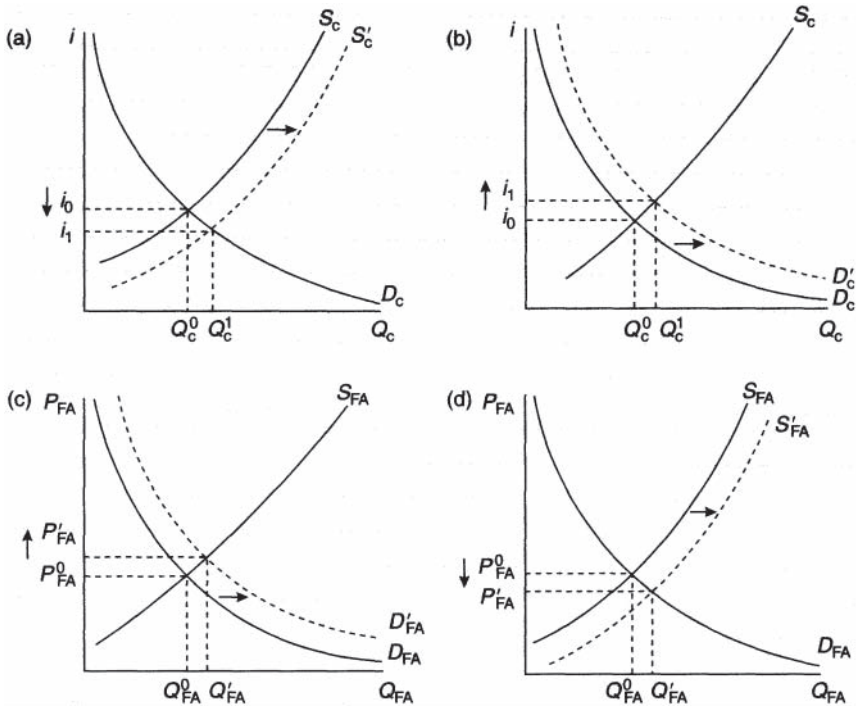 (a)
i
S_c
S′_c
i_0
i_1
D_c
Q_c^0
Q_c^1
Q_c
(b)
i
S_c
i_1
i_0
D′_c
D_c
Q_c^0
Q_c^1
Q_c
(c)
P_FA
S_FA
P′_FA
P_FA^0
D′_FA
D_FA
Q_FA^0
Q′_FA
Q_FA
(d)
P_FA
S_FA
S′_FA
P_FA^0
P′_FA
D_FA
Q_FA^0
Q′_FA
Q_FA